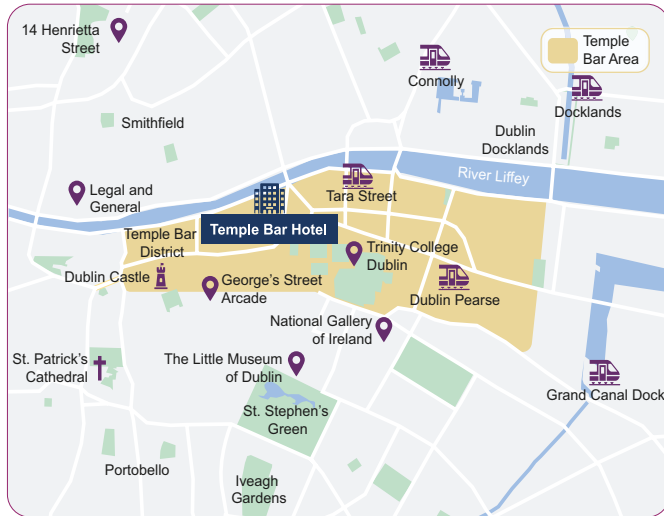 14 Henrietta
Street
Temple
Bar Area
Connolly
Docklands
Smithfield
Dublin
Docklands
River Liffey
Legal and
General
Tara Street
Temple Bar Hotel
Temple Bar
District
Trinity College
Dublin
Dublin Castle
George's Street
Arcade
Dublin Pearse
National Gallery
of Ireland
St. Patrick's
Cathedral
The Little Museum
of Dublin
Grand Canal Dock
St. Stephen's
Green
Portobello
Iveagh
Gardens